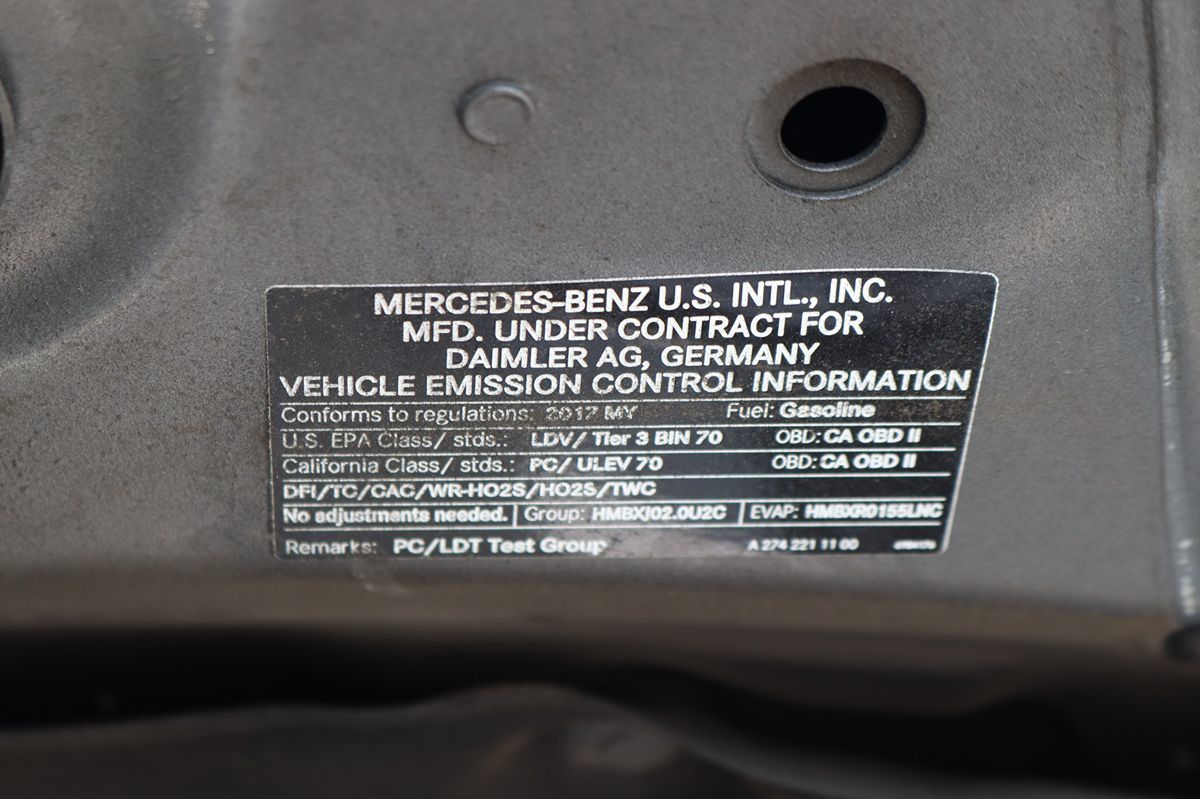 MERCEDES-BENZ U.S. INTL., INC.
MFD. UNDER CONTRACT FOR
DAIMLER AG, GERMANY
VEHICLE EMISSION CONTROL INFORMATION
Conforms to regulations: 2017 MY Fuel: Gasoline
U.S. EPA Class/ stds.: LDV/ Tier 3 BIN 70 OBD: CA OBD II
California Class/ stds.: PC/ ULEV 70 OBD: CA OBD II
DFI/TC/CAC/WR-HO2S/HO2S/TWC
No adjustments needed. Group: HMBXJ02.0U2C EVAP: HMBXR0155LNC
Remarks: PC/LDT Test Group A 274 221 11 00